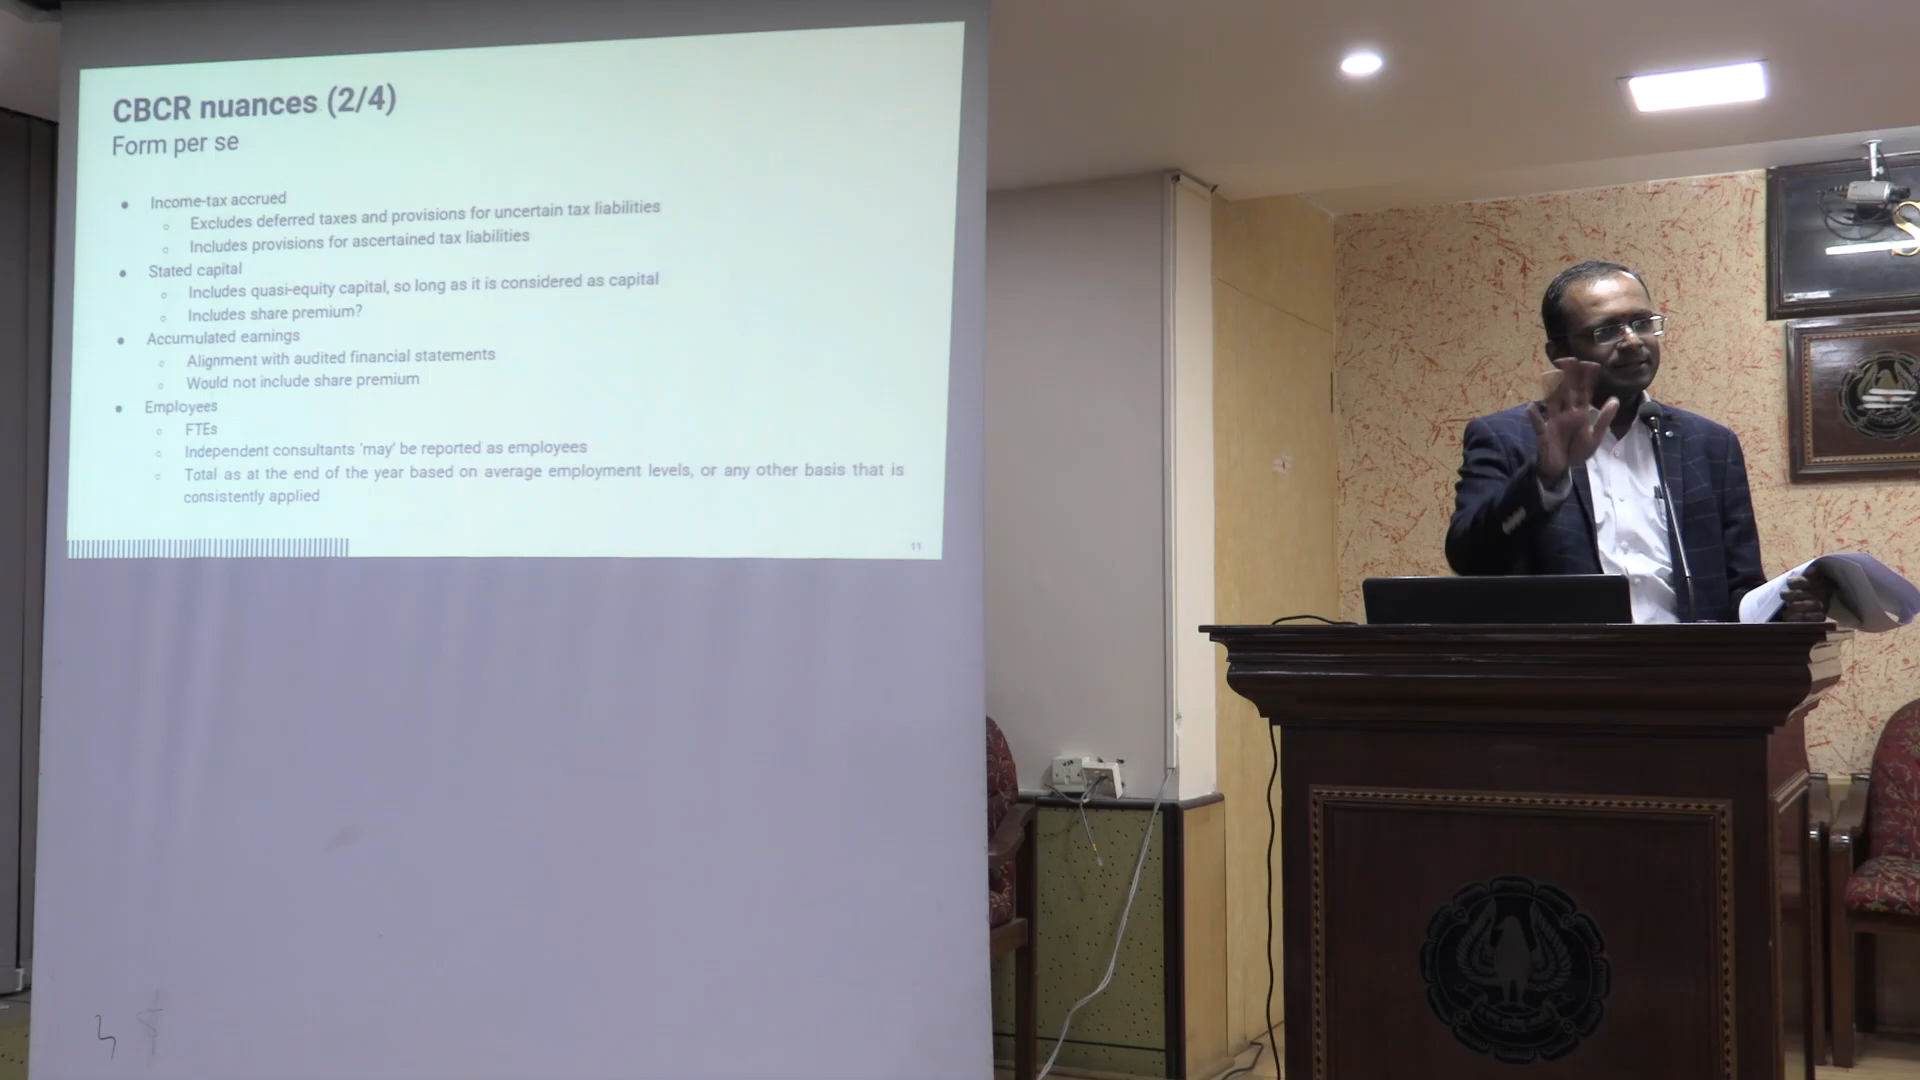 CBCR nuances (2/4)
Form per se
● Income-tax accrued
○ Excludes deferred taxes and provisions for uncertain tax liabilities
○ Includes provisions for ascertained tax liabilities
● Stated capital
○ Includes quasi-equity capital, so long as it is considered as capital
○ Includes share premium?
● Accumulated earnings
○ Alignment with audited financial statements
○ Would not include share premium
● Employees
○ FTEs
○ Independent consultants 'may' be reported as employees
○ Total as at the end of the year based on average employment levels, or any other basis that is
consistently applied
11